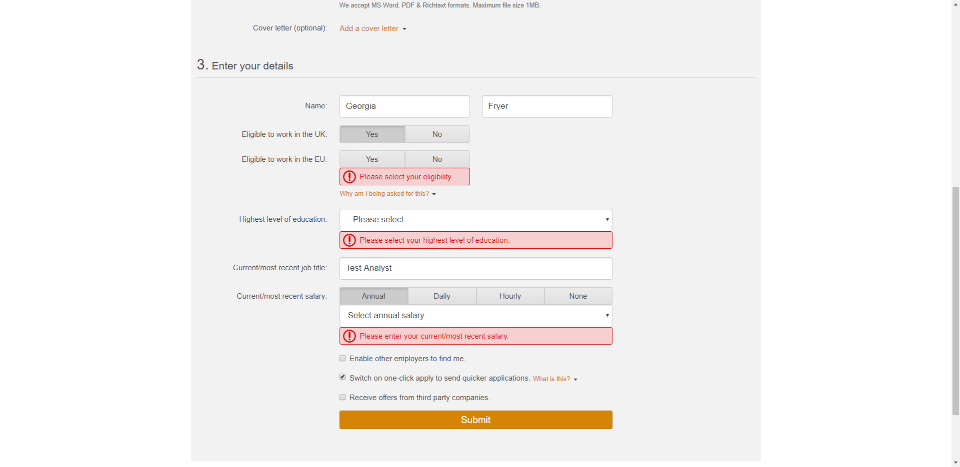 We accept MS Word, PDF & Richtext formats. Maximum file size 1MB.
Cover letter (optional): Add a cover letter
3. Enter your details
Name: Georgia Fryer
Eligible to work in the UK: Yes No
Eligible to work in the EU: Yes No
Please select your eligibility
Why am I being asked for this?
Highest level of education: Please select
Please select your highest level of education.
Current/most recent job title: Test Analyst
Current/most recent salary: Annual Daily Hourly None
Select annual salary
Please enter your current/most recent salary.
Enable other employers to find me.
Switch on one-click apply to send quicker applications. What is this?
Receive offers from third party companies.
Submit